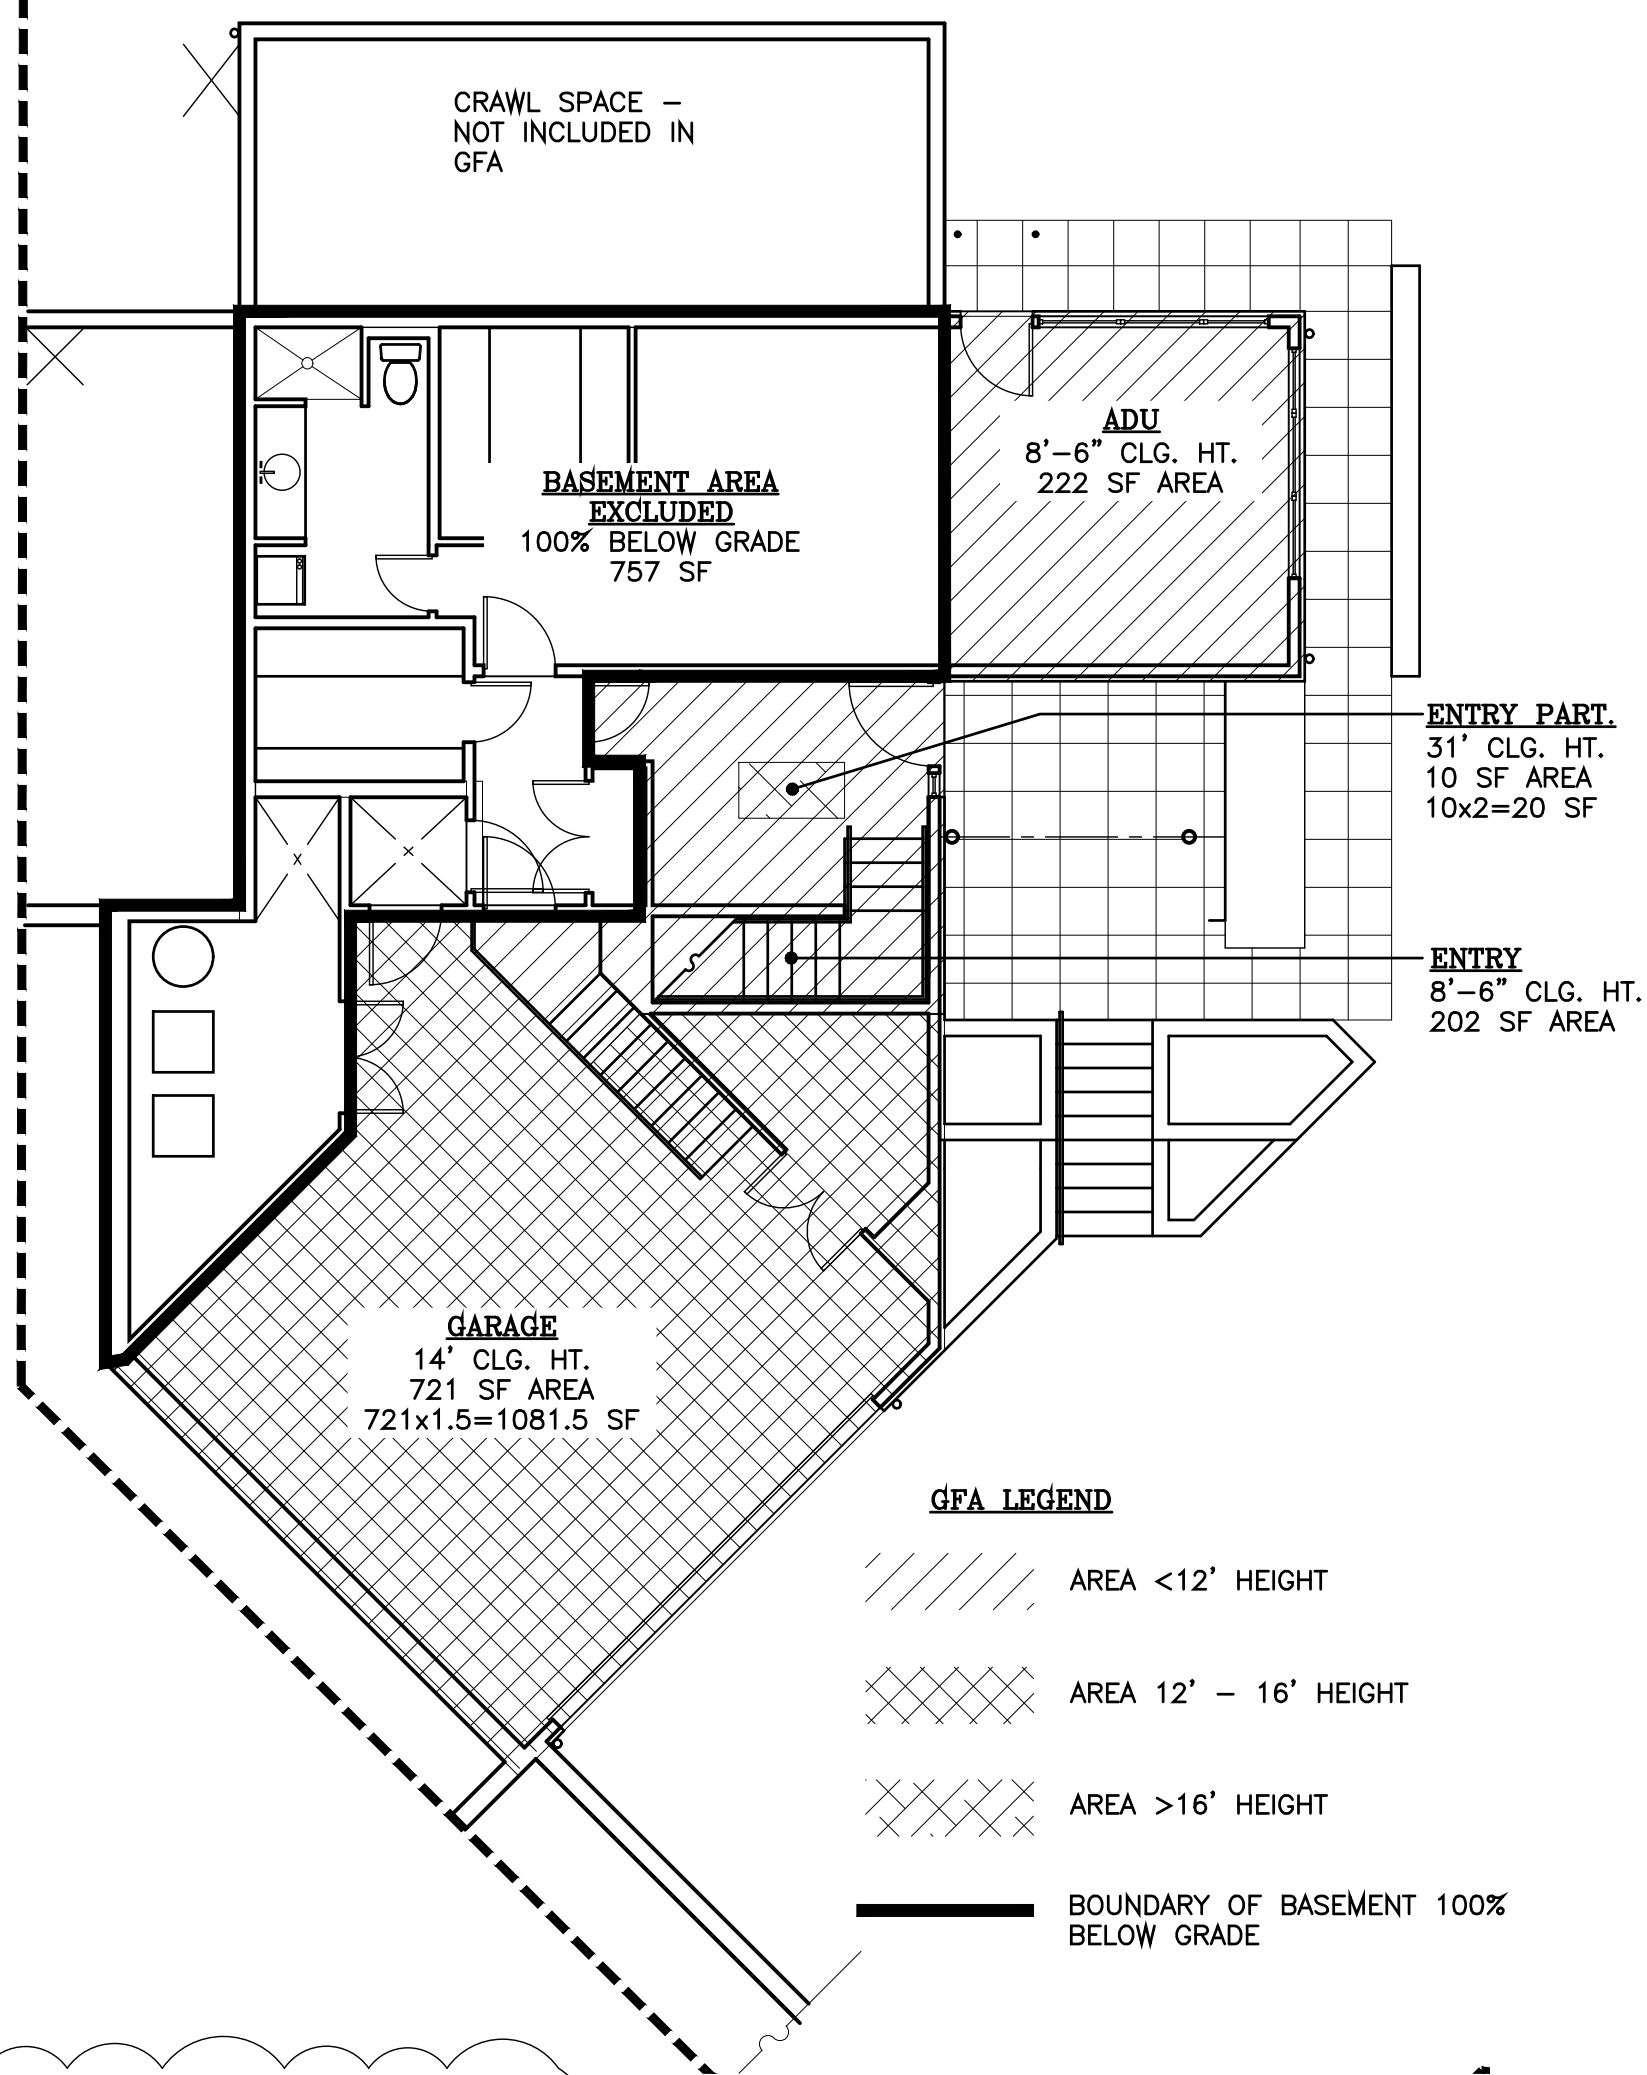 CRAWL SPACE –
NOT INCLUDED IN
GFA
ADU
8'–6" CLG. HT.
222 SF AREA
BASEMENT AREA
EXCLUDED
100% BELOW GRADE
757 SF
ENTRY PART.
31' CLG. HT.
10 SF AREA
10x2=20 SF
ENTRY
8'–6" CLG. HT.
202 SF AREA
GARAGE
14' CLG. HT.
721 SF AREA
721x1.5=1081.5 SF
GFA LEGEND
AREA <12' HEIGHT
AREA 12' – 16' HEIGHT
AREA >16' HEIGHT
BOUNDARY OF BASEMENT 100%
BELOW GRADE